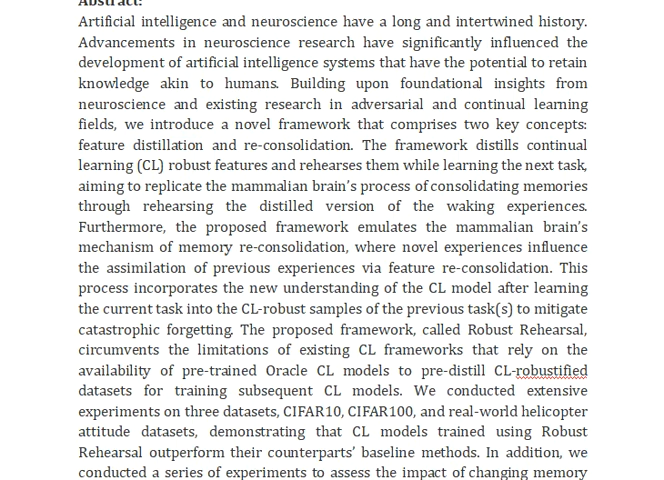 Abstract:
Artificial intelligence and neuroscience have a long and intertwined history.
Advancements in neuroscience research have significantly influenced the
development of artificial intelligence systems that have the potential to retain
knowledge akin to humans. Building upon foundational insights from
neuroscience and existing research in adversarial and continual learning
fields, we introduce a novel framework that comprises two key concepts:
feature distillation and re-consolidation. The framework distills continual
learning (CL) robust features and rehearses them while learning the next task,
aiming to replicate the mammalian brain's process of consolidating memories
through rehearsing the distilled version of the waking experiences.
Furthermore, the proposed framework emulates the mammalian brain's
mechanism of memory re-consolidation, where novel experiences influence
the assimilation of previous experiences via feature re-consolidation. This
process incorporates the new understanding of the CL model after learning
the current task into the CL-robust samples of the previous task(s) to mitigate
catastrophic forgetting. The proposed framework, called Robust Rehearsal,
circumvents the limitations of existing CL frameworks that rely on the
availability of pre-trained Oracle CL models to pre-distill CL-robustified
datasets for training subsequent CL models. We conducted extensive
experiments on three datasets, CIFAR10, CIFAR100, and real-world helicopter
attitude datasets, demonstrating that CL models trained using Robust
Rehearsal outperform their counterparts' baseline methods. In addition, we
conducted a series of experiments to assess the impact of changing memory